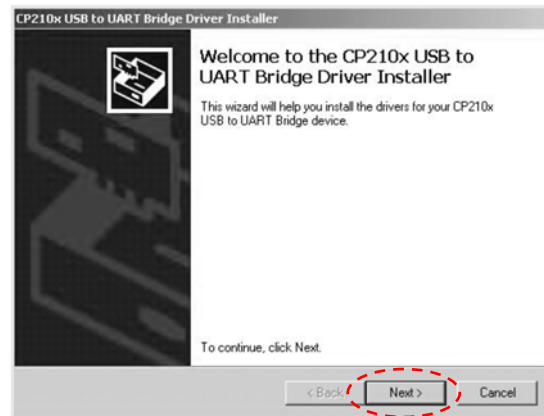 CP210x USB to UART Bridge Driver Installer
Welcome to the CP210x USB to
UART Bridge Driver Installer
This wizard will help you install the drivers for your CP210x
USB to UART Bridge device.
To continue, click Next.
< Back
Next >
Cancel